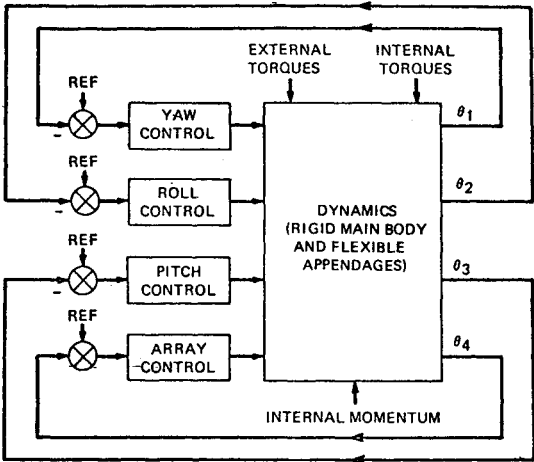 EXTERNAL
TORQUES
INTERNAL
TORQUES
REF
YAW
CONTROL
θ1
-
REF
ROLL
CONTROL
θ2
-
DYNAMICS
(RIGID MAIN BODY
AND FLEXIBLE
APPENDAGES)
REF
PITCH
CONTROL
θ3
-
REF
ARRAY
CONTROL
θ4
-
INTERNAL MOMENTUM